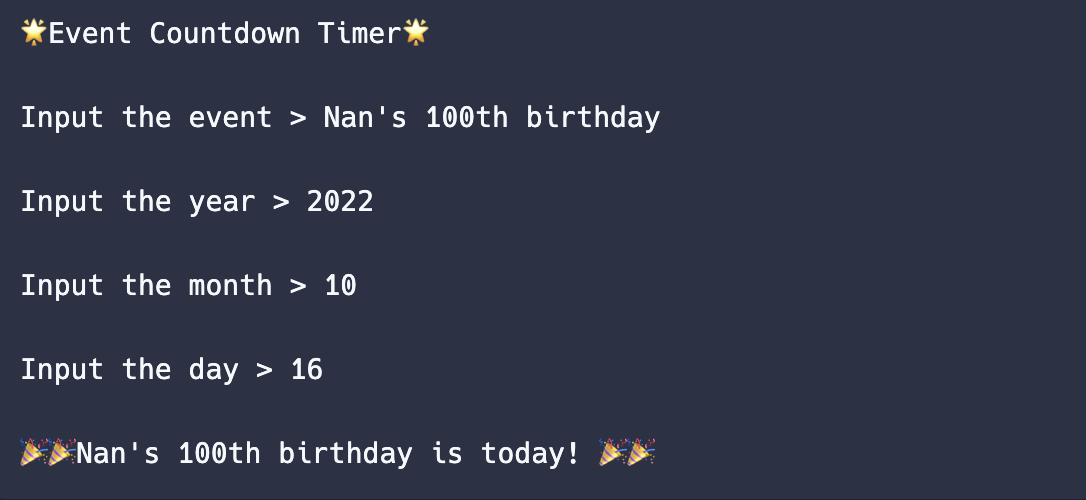 🌟Event Countdown Timer🌟
Input the event > Nan's 100th birthday
Input the year > 2022
Input the month > 10
Input the day > 16
🎉🎉Nan's 100th birthday is today! 🎉🎉